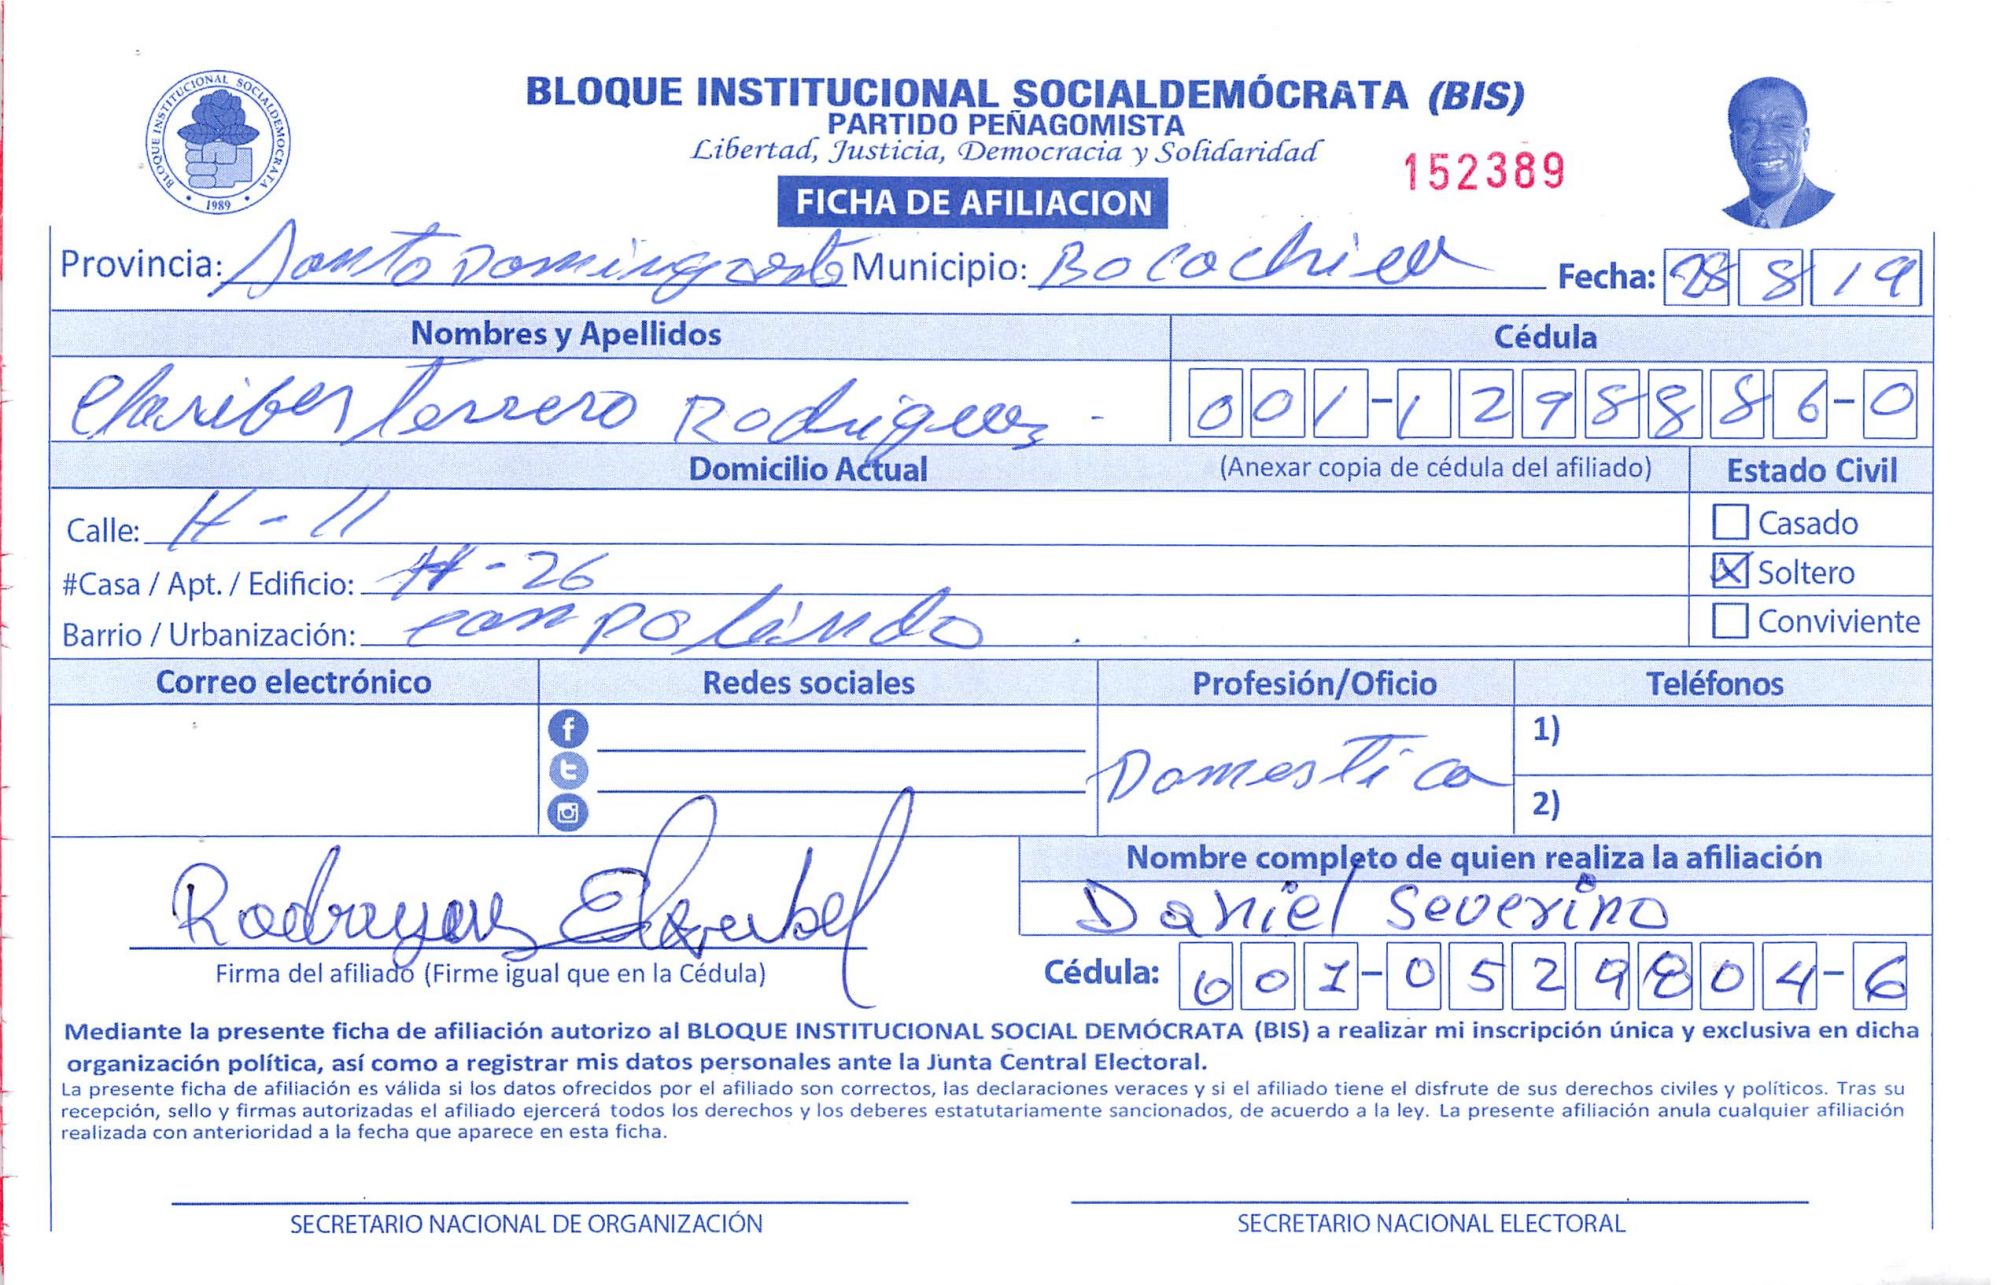 BLOQUE INSTITUCIONAL SOCIALDEMOCRATA
1989
BLOQUE INSTITUCIONAL SOCIALDEMÓCRATA (BIS)
PARTIDO PEÑAGOMISTA
Libertad, Justicia, Democracia y Solidaridad
152389
FICHA DE AFILIACION
Provincia: Santo Domingo Municipio: Bocachica Fecha: 28 8 19
Nombres y Apellidos Cédula
Claribel Terrero Rodriguez 001-1298886-0
Domicilio Actual (Anexar copia de cédula del afiliado) Estado Civil
Calle: H-11 Casado
#Casa / Apt. / Edificio: H-26 Soltero
Barrio / Urbanización: Campo lindo Conviviente
Correo electrónico Redes sociales Profesión/Oficio Teléfonos
Domestica 1)
2)
Nombre completo de quien realiza la afiliación
Daniel Severino
Firma del afiliado (Firme igual que en la Cédula) Cédula: 001-0529804-6
Mediante la presente ficha de afiliación autorizo al BLOQUE INSTITUCIONAL SOCIAL DEMÓCRATA (BIS) a realizar mi inscripción única y exclusiva en dicha
organización política, así como a registrar mis datos personales ante la Junta Central Electoral.
La presente ficha de afiliación es válida si los datos ofrecidos por el afiliado son correctos, las declaraciones veraces y si el afiliado tiene el disfrute de sus derechos civiles y políticos. Tras su
recepción, sello y firmas autorizadas el afiliado ejercerá todos los derechos y los deberes estatutariamente sancionados, de acuerdo a la ley. La presente afiliación anula cualquier afiliación
realizada con anterioridad a la fecha que aparece en esta ficha.
SECRETARIO NACIONAL DE ORGANIZACIÓN SECRETARIO NACIONAL ELECTORAL